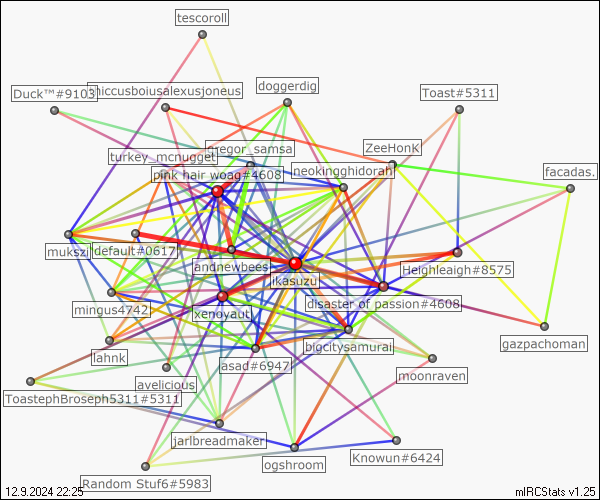 tescoroll
Duck™#9103
hiccusboiusalexusjoneus
doggerdig
Toast#5311
turkey_mcnugget
gregor_samsa
ZeeHonK
pink hair woag#4608
neokingghidorah
facadas.
mukszi
default#0617
andnewbees
ikasuzu
Heighleaigh#8575
mingus4742
xenoyaut
disaster of passion#4608
lahnk
asad#6947
bigcitysamurai
gazpachoman
ToastephBroseph5311#5311
avelicious
moonraven
jarlbreadmaker
ogshroom
Knowun#6424
Random Stuf6#5983
12.9.2024 22:25
mIRCStats v1.25